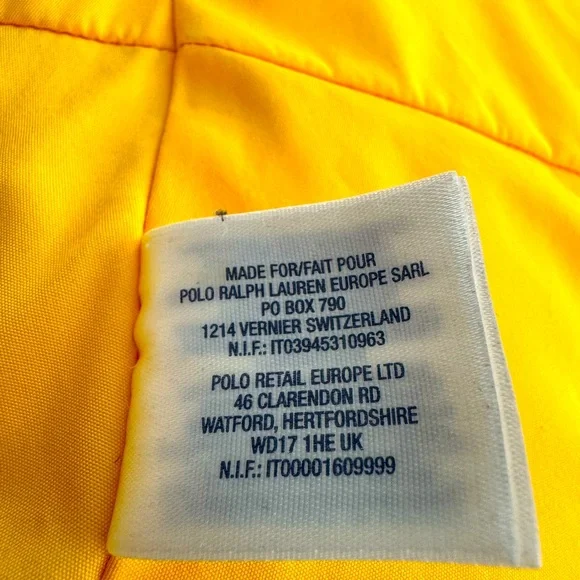 MADE FOR/FAIT POUR
POLO RALPH LAUREN EUROPE SARL
PO BOX 790
1214 VERNIER SWITZERLAND
N.I.F.: IT03945310963
POLO RETAIL EUROPE LTD
46 CLARENDON RD
WATFORD, HERTFORDSHIRE
WD17 1HE UK
N.I.F.: IT00001609999